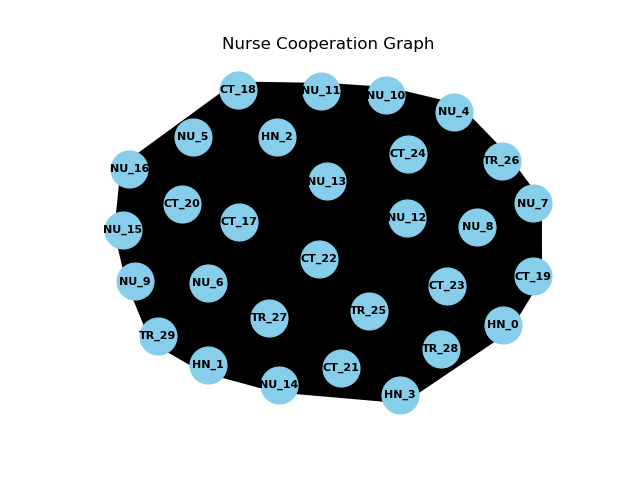 Nurse Cooperation Graph
CT_18
NU_11
NU_10
NU_4
NU_5
HN_2
CT_24
TR_26
NU_16
NU_13
CT_20
NU_7
CT_17
NU_12
NU_8
NU_15
CT_22
CT_19
NU_9
NU_6
CT_23
TR_27
TR_25
HN_0
TR_29
TR_28
HN_1
CT_21
NU_14
HN_3